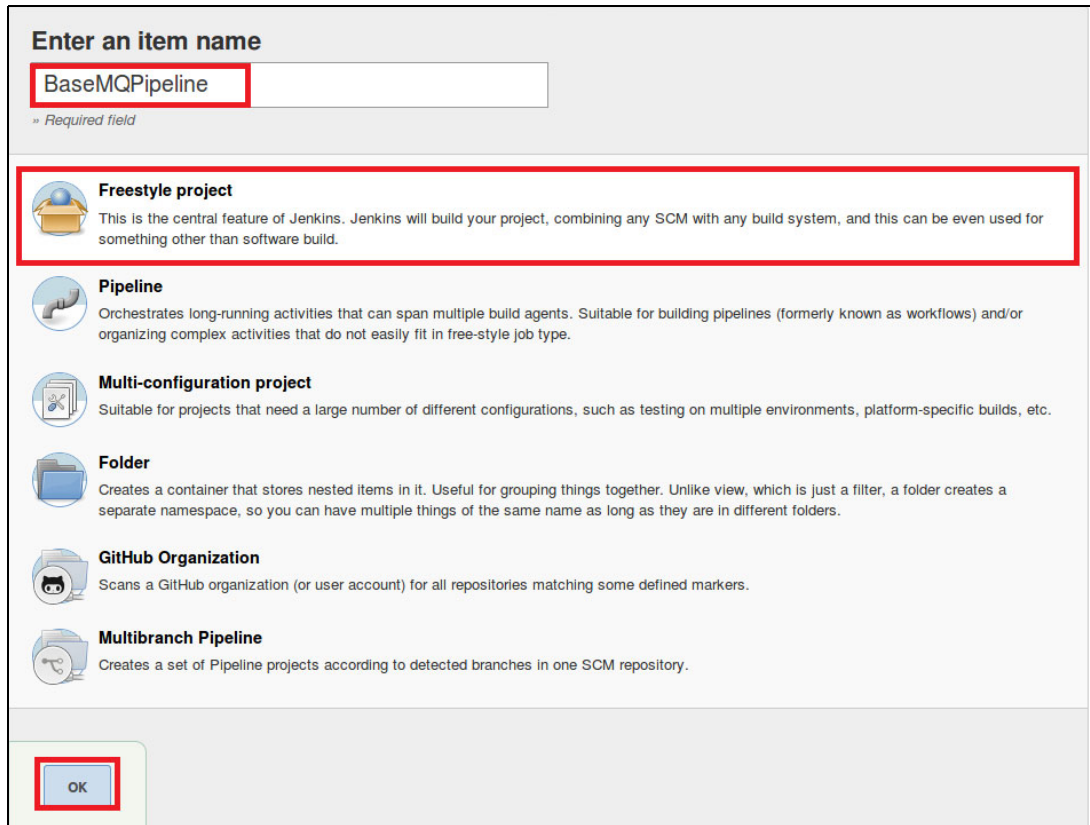 Enter an item name
BaseMQPipeline
» Required field
Freestyle project
This is the central feature of Jenkins. Jenkins will build your project, combining any SCM with any build system, and this can be even used for
something other than software build.
Pipeline
Orchestrates long-running activities that can span multiple build agents. Suitable for building pipelines (formerly known as workflows) and/or
organizing complex activities that do not easily fit in free-style job type.
Multi-configuration project
Suitable for projects that need a large number of different configurations, such as testing on multiple environments, platform-specific builds, etc.
Folder
Creates a container that stores nested items in it. Useful for grouping things together. Unlike view, which is just a filter, a folder creates a
separate namespace, so you can have multiple things of the same name as long as they are in different folders.
GitHub Organization
Scans a GitHub organization (or user account) for all repositories matching some defined markers.
Multibranch Pipeline
Creates a set of Pipeline projects according to detected branches in one SCM repository.
OK